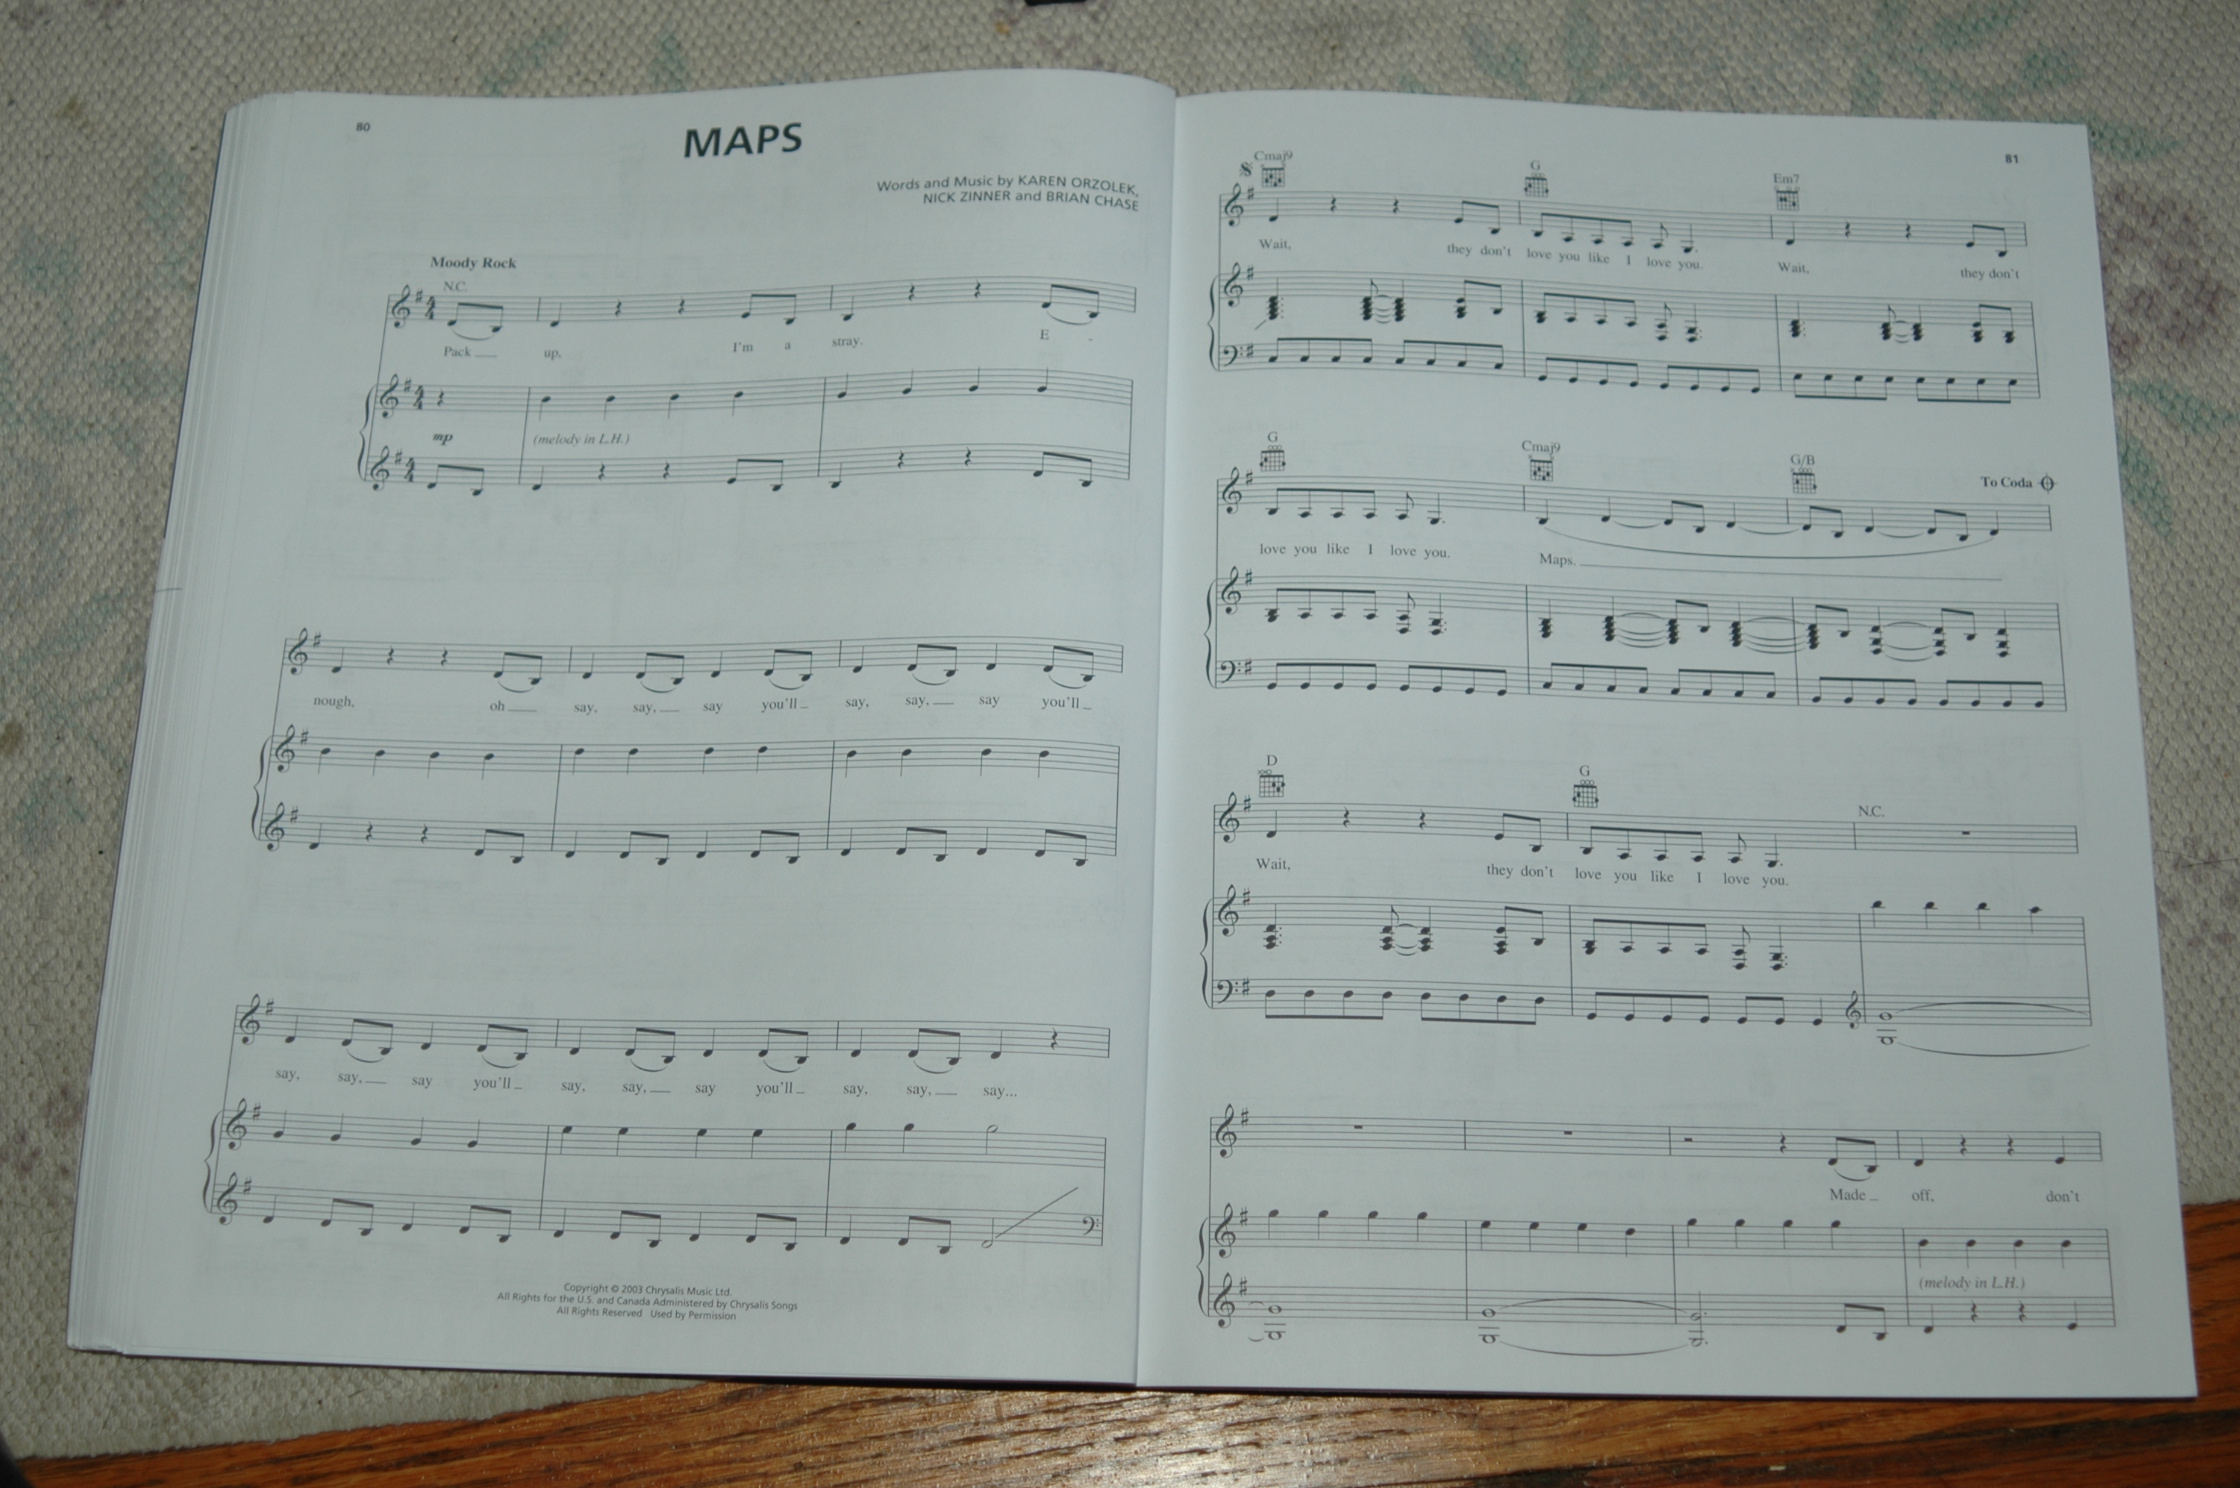 80
MAPS
Words and Music by KAREN ORZOLEK,
NICK ZINNER and BRIAN CHASE
Moody Rock
N.C.
Pack up, I'm a stray. E -
mp (melody in L.H.)
nough, oh say, say, say you'll say, say, say you'll
say, say, say you'll say, say, say you'll say, say, say...
Copyright © 2003 Chrysalis Music Ltd.
All Rights for the U.S. and Canada Administered by Chrysalis Songs
All Rights Reserved Used by Permission
81
Cmaj9 G Em7
Wait, they don't love you like I love you. Wait, they don't
G Cmaj9 G/B To Coda
love you like I love you. Maps.
D G N.C.
Wait, they don't love you like I love you.
Made off, don't
(melody in L.H.)